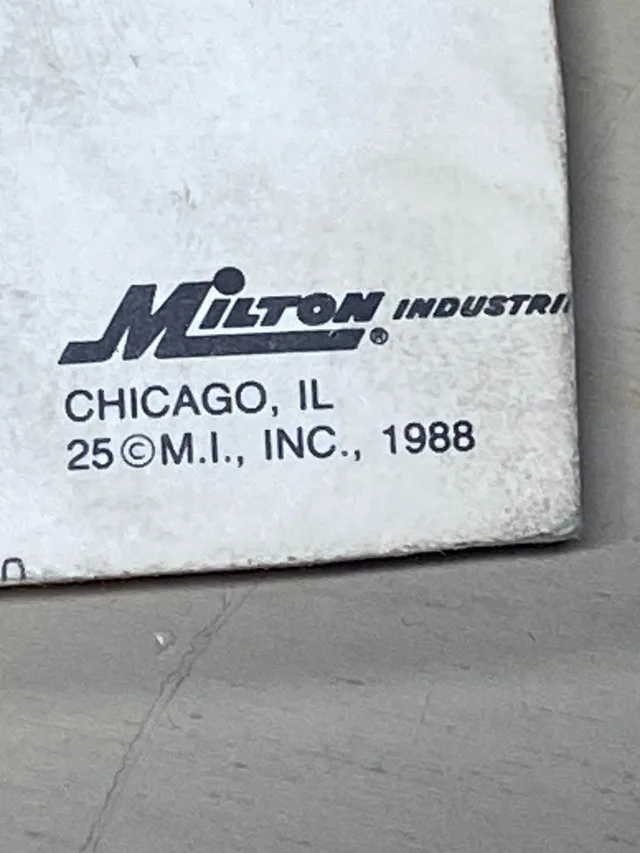 MILTON® INDUSTRI
CHICAGO, IL
25©M.I., INC., 1988